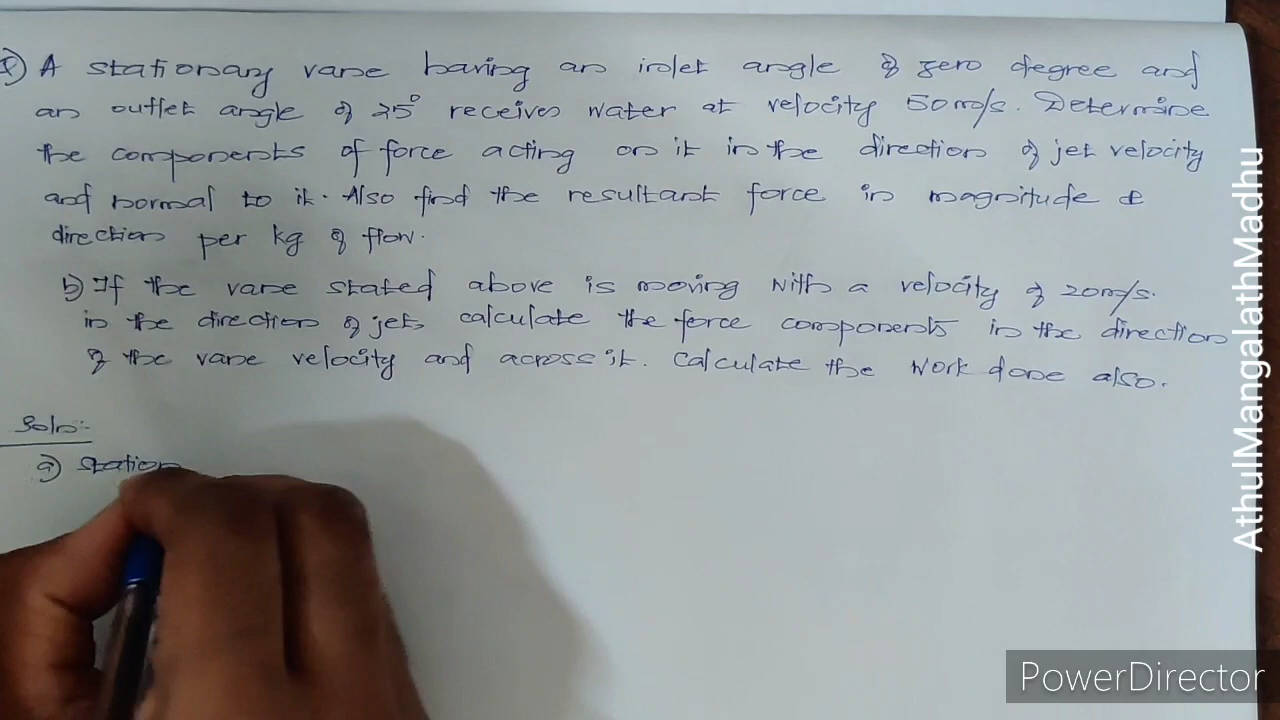 A stationary vane having an inlet angle of zero degree and
an outlet angle of 25° receives water at velocity 50m/s. Determine
the components of force acting on it in the direction of jet velocity
and normal to it. Also find the resultant force in magnitude &
direction per kg of flow.
b) If the vane stated above is moving with a velocity of 20m/s.
in the direction of jet, calculate the force components in the direction
of the vane velocity and across it. Calculate the work done also.
Soln:-
a) Station
AthulMangalathMadhu
PowerDirector